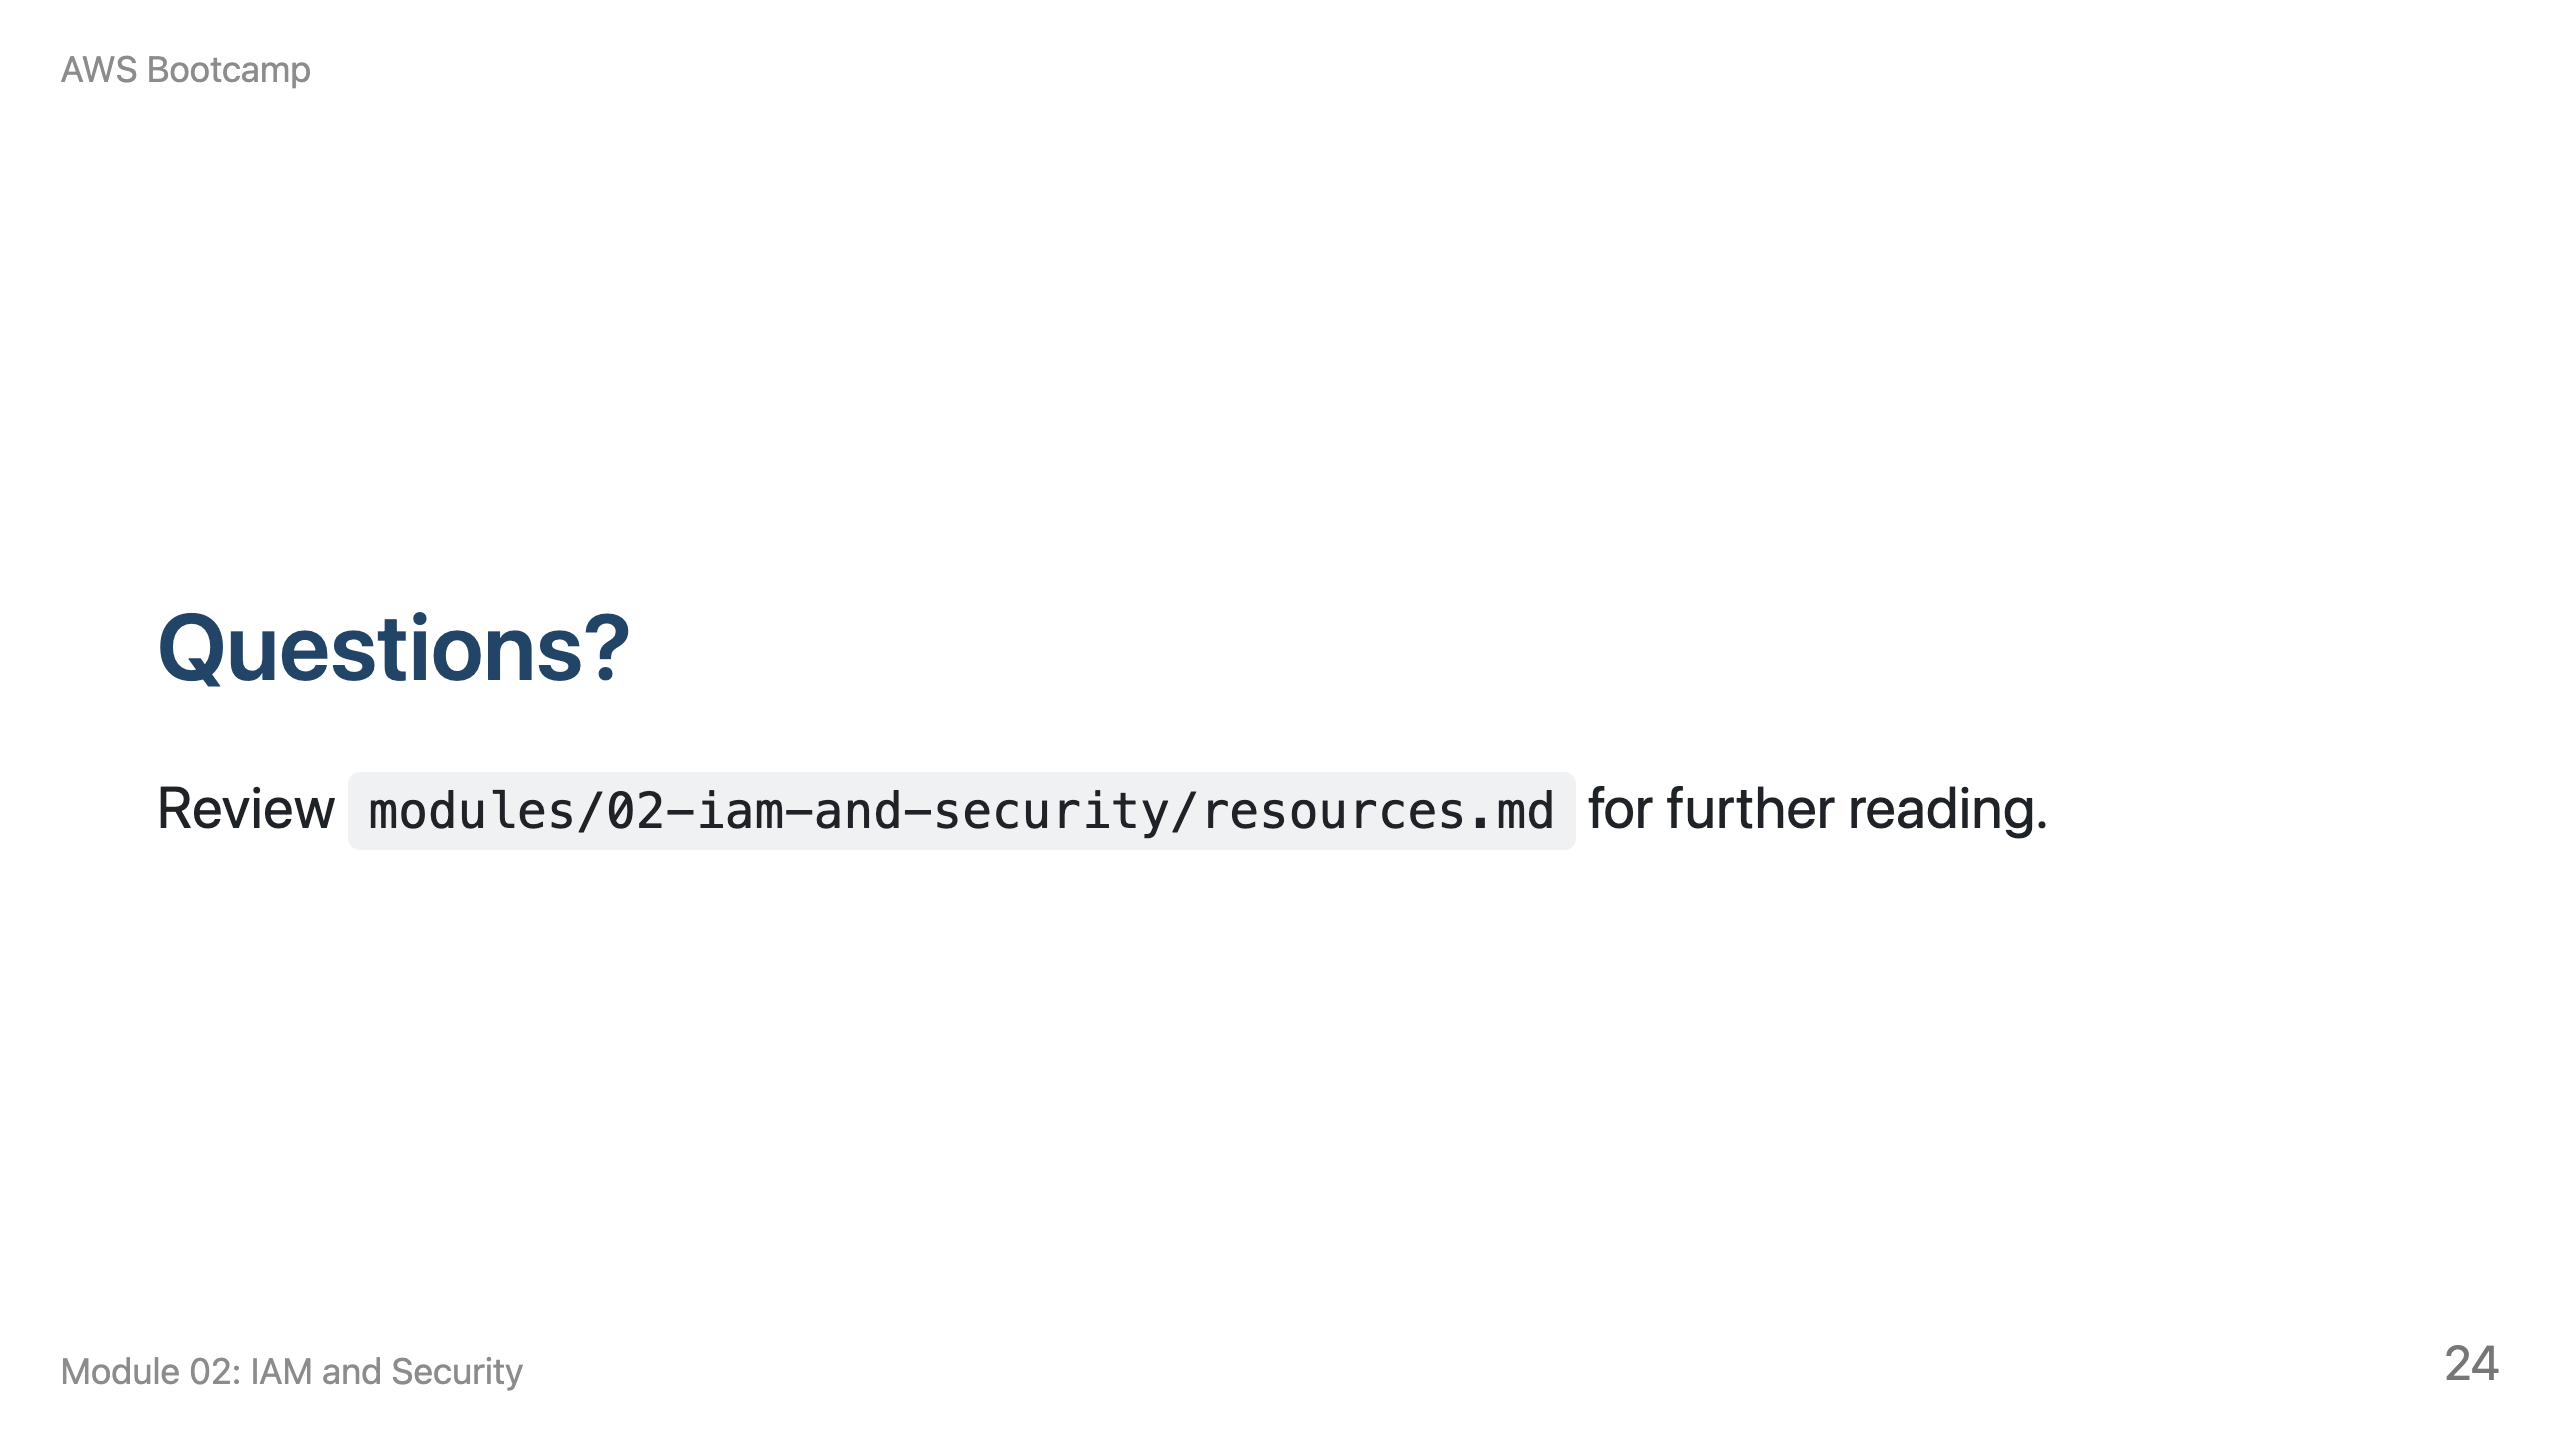 AWS Bootcamp
Questions?
Review modules/02-iam-and-security/resources.md for further reading.
Module 02: IAM and Security
24